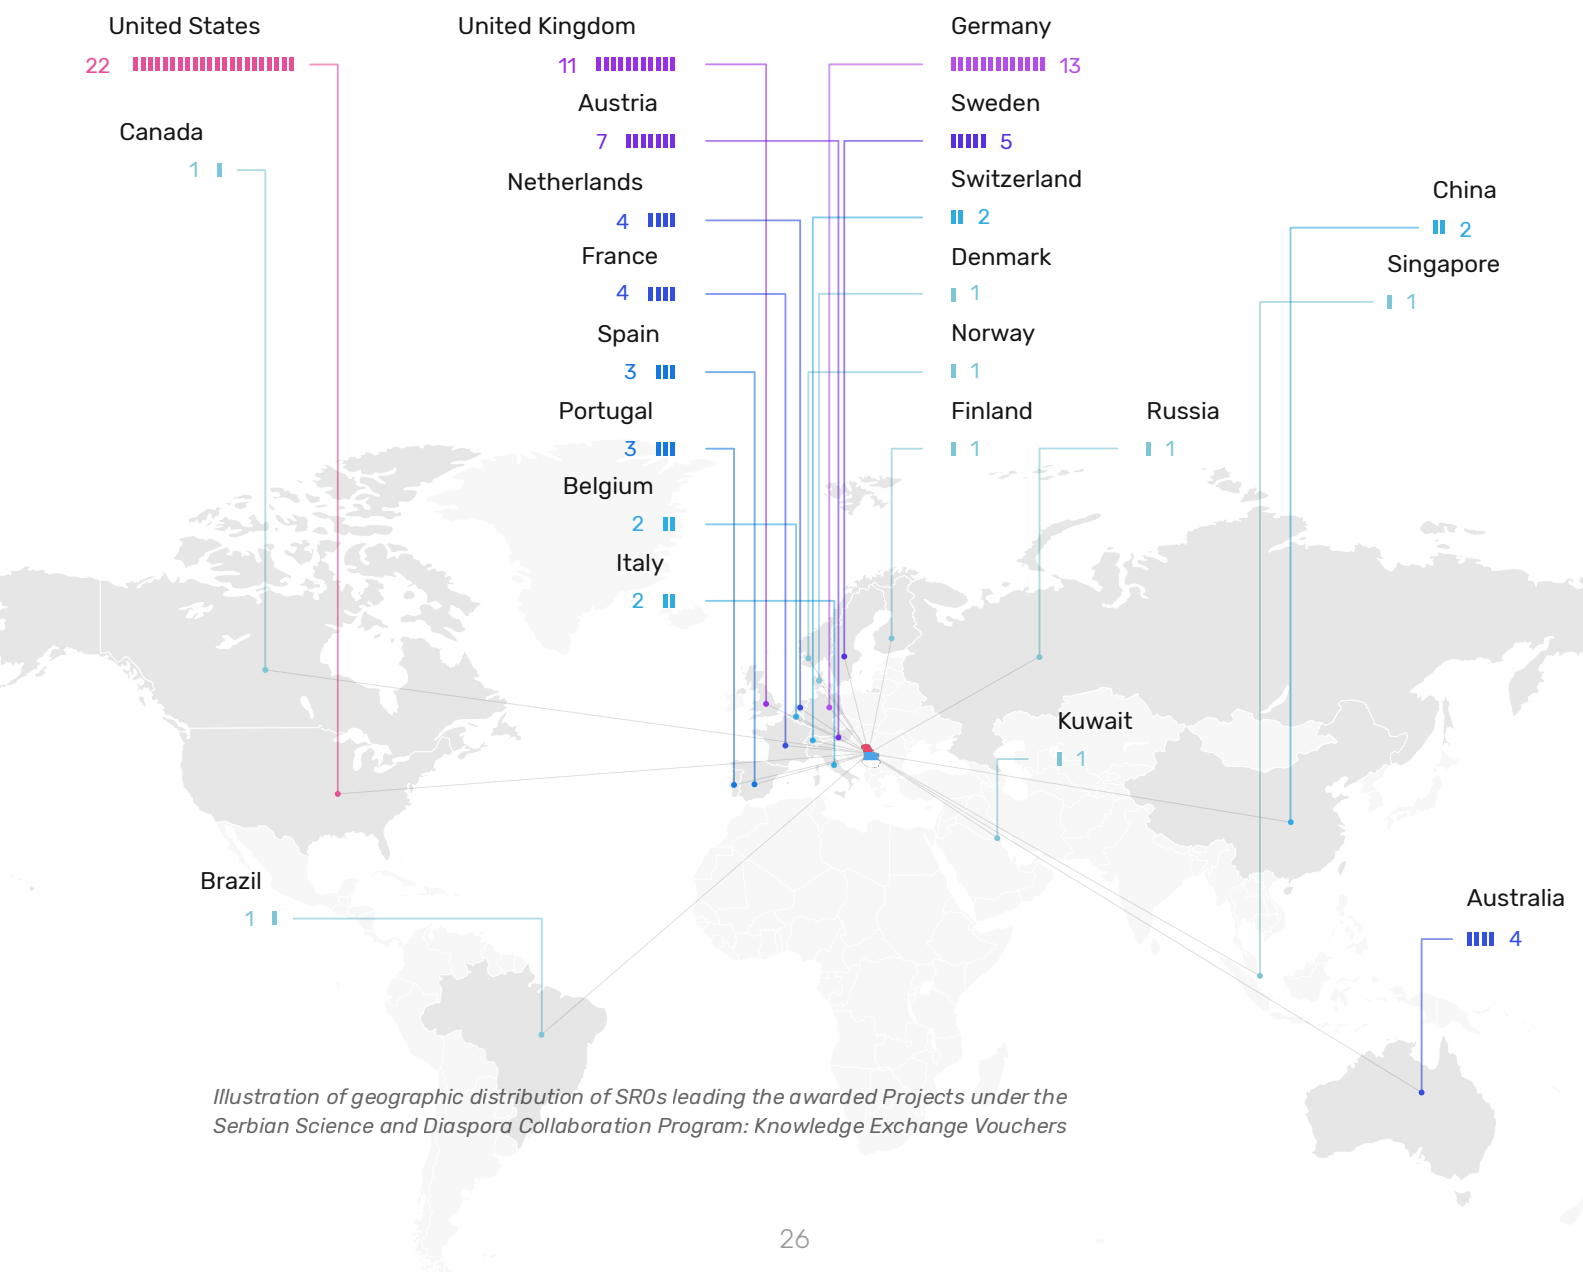 United States
22
Canada
1
United Kingdom
11
Austria
7
Netherlands
4
France
4
Spain
3
Portugal
3
Belgium
2
Italy
2
Germany
13
Sweden
5
Switzerland
2
Denmark
1
Norway
1
Finland
1
Russia
1
China
2
Singapore
1
Kuwait
1
Brazil
1
Australia
4
Illustration of geographic distribution of SROs leading the awarded Projects under the
Serbian Science and Diaspora Collaboration Program: Knowledge Exchange Vouchers
26